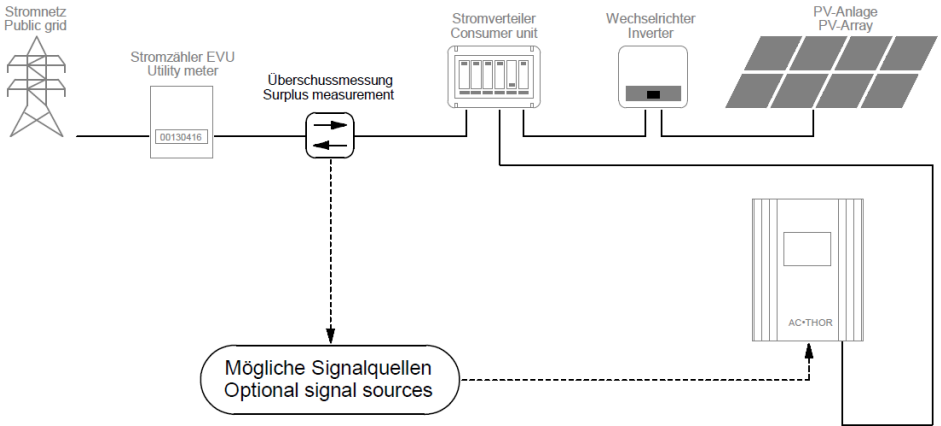 Stromnetz
Public grid
Stromzähler EVU
Utility meter
00130416
Überschussmessung
Surplus measurement
Stromverteiler
Consumer unit
Wechselrichter
Inverter
PV-Anlage
PV-Array
AC•THOR
Mögliche Signalquellen
Optional signal sources